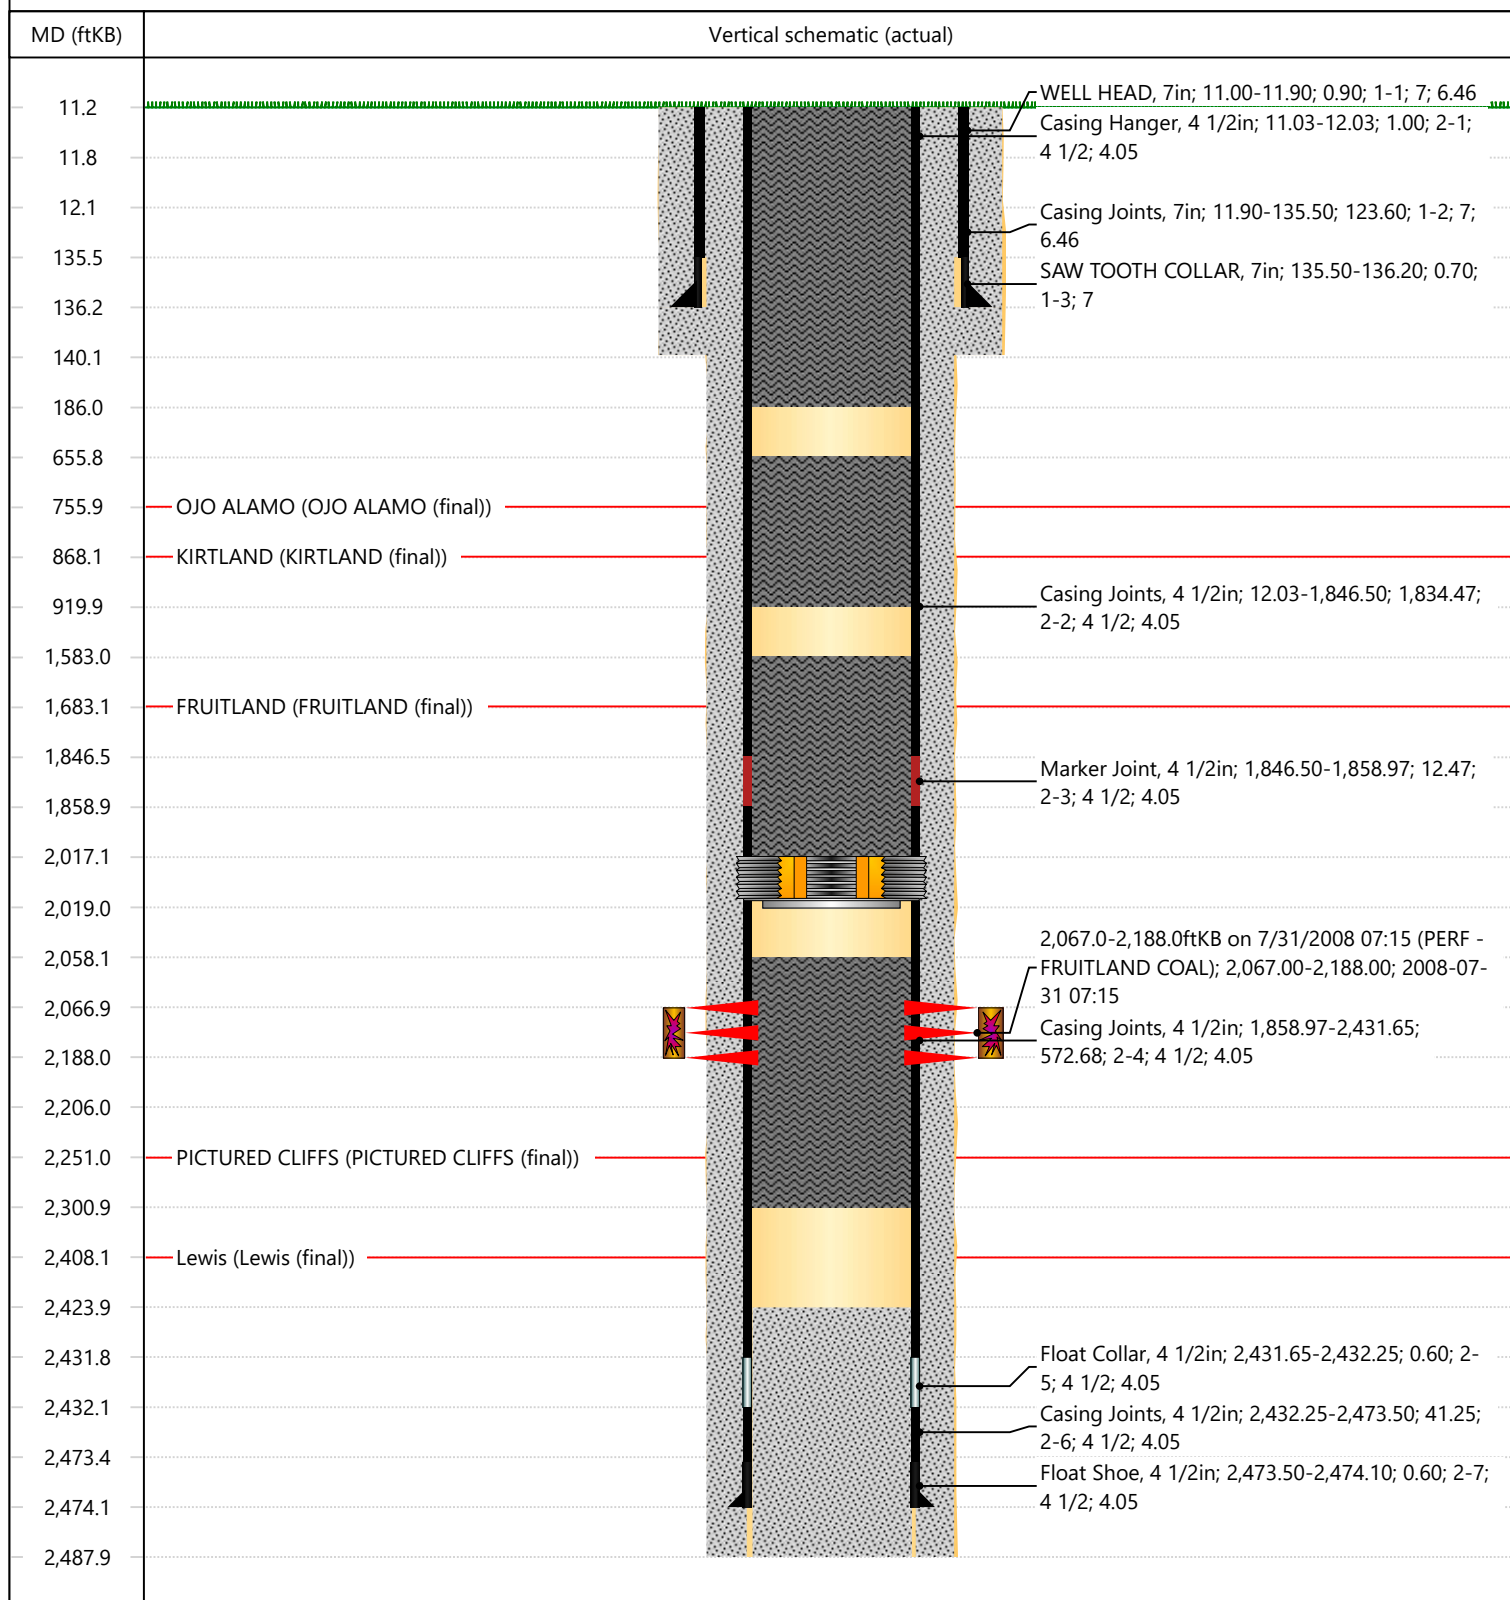 MD (ftKB)
Vertical schematic (actual)
11.2
11.8
12.1
135.5
136.2
140.1
186.0
655.8
755.9
868.1
919.9
1,583.0
1,683.1
1,846.5
1,858.9
2,017.1
2,019.0
2,058.1
2,066.9
2,188.0
2,206.0
2,251.0
2,300.9
2,408.1
2,423.9
2,431.8
2,432.1
2,473.4
2,474.1
2,487.9
OJO ALAMO (OJO ALAMO (final))
KIRTLAND (KIRTLAND (final))
FRUITLAND (FRUITLAND (final))
PICTURED CLIFFS (PICTURED CLIFFS (final))
Lewis (Lewis (final))
WELL HEAD, 7in; 11.00-11.90; 0.90; 1-1; 7; 6.46
Casing Hanger, 4 1/2in; 11.03-12.03; 1.00; 2-1;
4 1/2; 4.05
Casing Joints, 7in; 11.90-135.50; 123.60; 1-2; 7;
6.46
SAW TOOTH COLLAR, 7in; 135.50-136.20; 0.70;
1-3; 7
Casing Joints, 4 1/2in; 12.03-1,846.50; 1,834.47;
2-2; 4 1/2; 4.05
Marker Joint, 4 1/2in; 1,846.50-1,858.97; 12.47;
2-3; 4 1/2; 4.05
2,067.0-2,188.0ftKB on 7/31/2008 07:15 (PERF -
FRUITLAND COAL); 2,067.00-2,188.00; 2008-07-
31 07:15
Casing Joints, 4 1/2in; 1,858.97-2,431.65;
572.68; 2-4; 4 1/2; 4.05
Float Collar, 4 1/2in; 2,431.65-2,432.25; 0.60; 2-
5; 4 1/2; 4.05
Casing Joints, 4 1/2in; 2,432.25-2,473.50; 41.25;
2-6; 4 1/2; 4.05
Float Shoe, 4 1/2in; 2,473.50-2,474.10; 0.60; 2-7;
4 1/2; 4.05